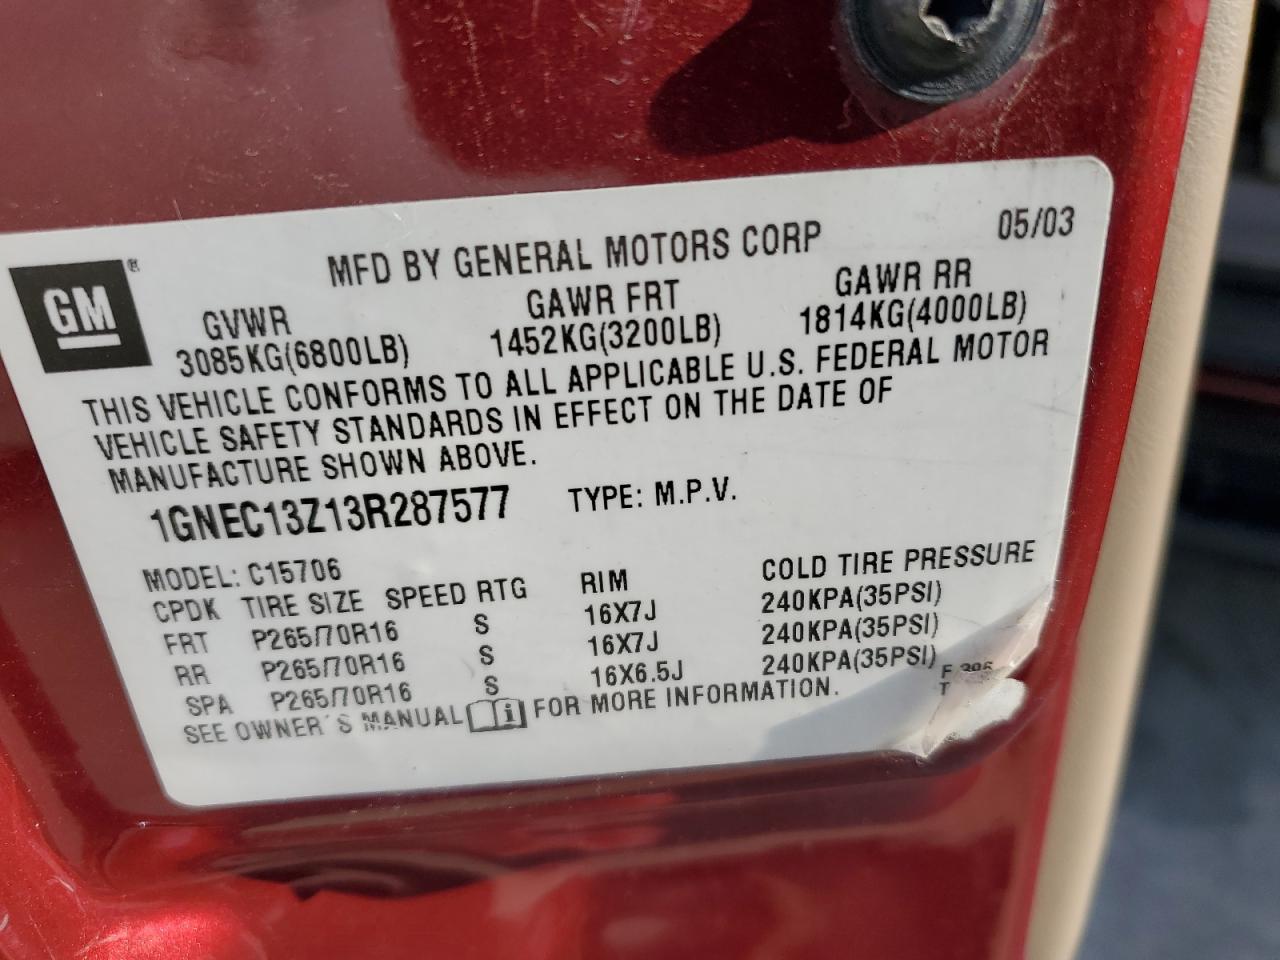 GM ®
MFD BY GENERAL MOTORS CORP 05/03
GVWR GAWR FRT GAWR RR
3085KG(6800LB) 1452KG(3200LB) 1814KG(4000LB)
THIS VEHICLE CONFORMS TO ALL APPLICABLE U.S. FEDERAL MOTOR
VEHICLE SAFETY STANDARDS IN EFFECT ON THE DATE OF
MANUFACTURE SHOWN ABOVE.
1GNEC13Z13R287577 TYPE: M.P.V.
MODEL: C15706
CPDK TIRE SIZE SPEED RTG RIM COLD TIRE PRESSURE
FRT P265/70R16 S 16X7J 240KPA(35PSI)
RR P265/70R16 S 16X7J 240KPA(35PSI)
SPA P265/70R16 S 16X6.5J 240KPA(35PSI)
SEE OWNER´S MANUAL i FOR MORE INFORMATION.
F
T